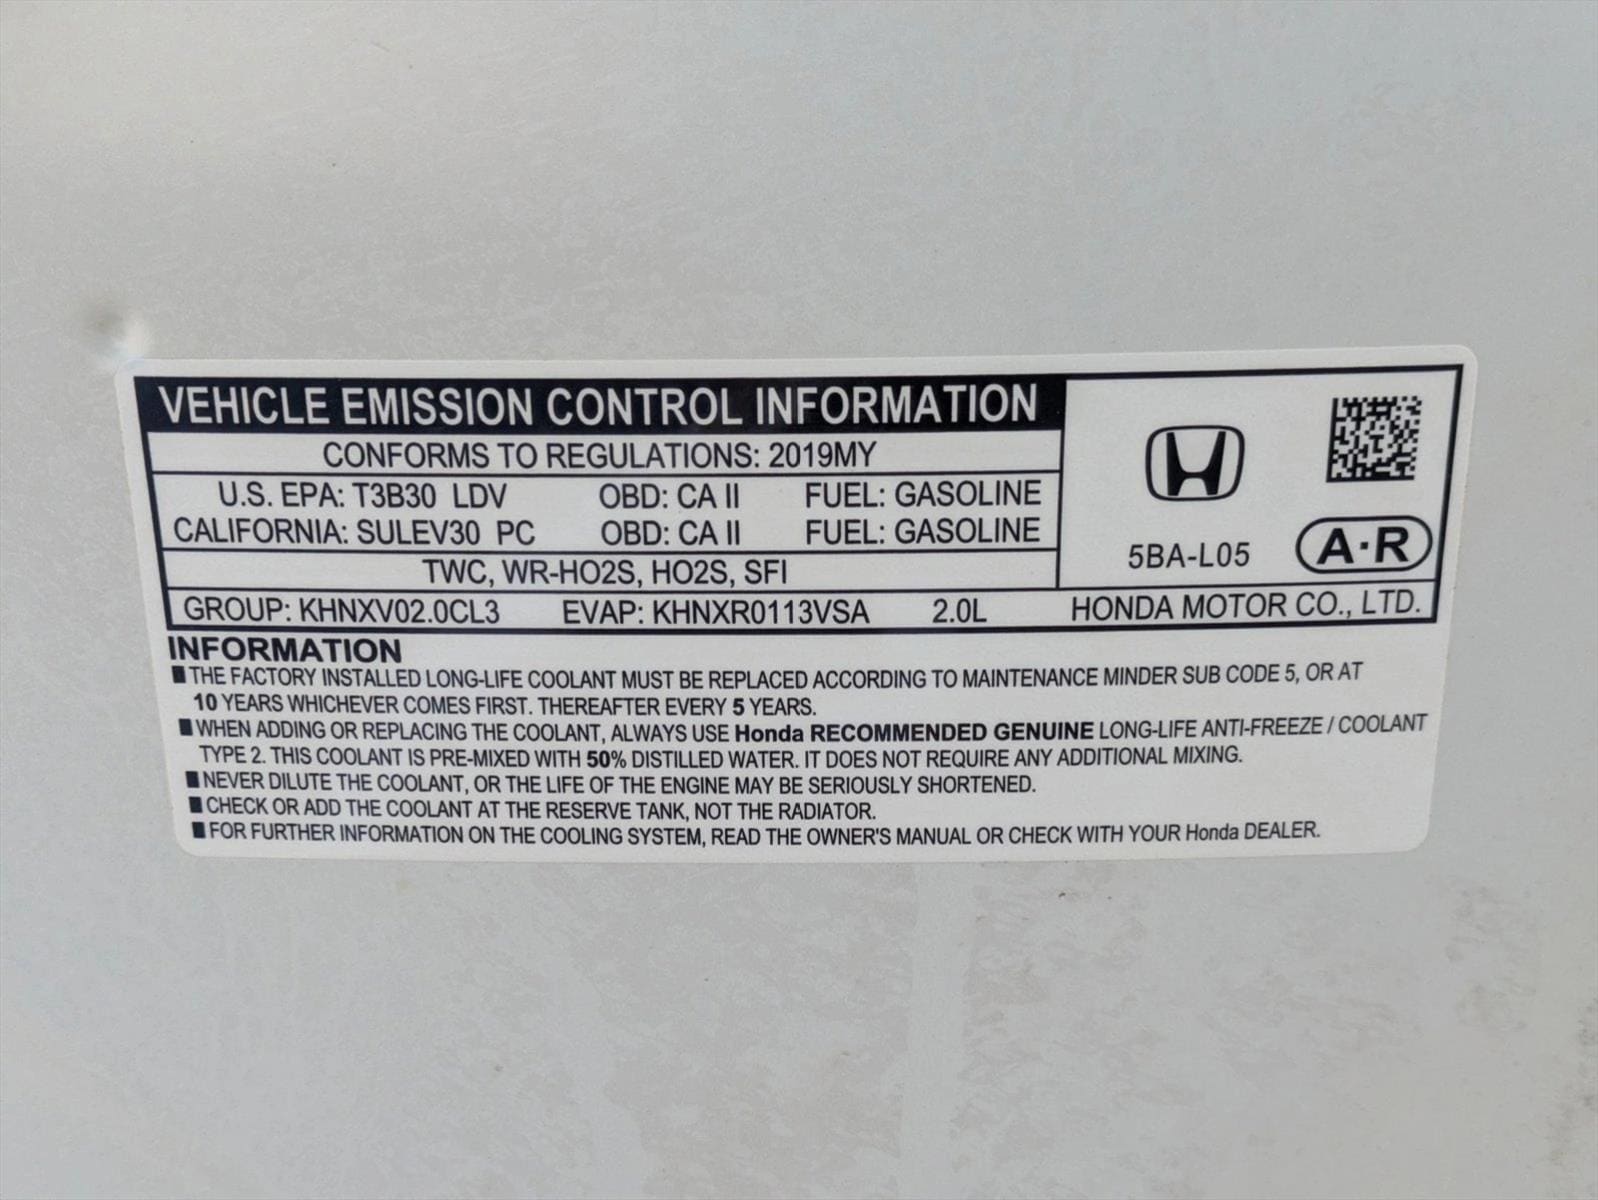 VEHICLE EMISSION CONTROL INFORMATION
CONFORMS TO REGULATIONS: 2019MY
U.S. EPA: T3B30 LDV OBD: CA II FUEL: GASOLINE
CALIFORNIA: SULEV30 PC OBD: CA II FUEL: GASOLINE
TWC, WR-HO2S, HO2S, SFI
5BA-L05 A·R
GROUP: KHNXV02.0CL3 EVAP: KHNXR0113VSA 2.0L HONDA MOTOR CO., LTD.
INFORMATION
■ THE FACTORY INSTALLED LONG-LIFE COOLANT MUST BE REPLACED ACCORDING TO MAINTENANCE MINDER SUB CODE 5, OR AT
10 YEARS WHICHEVER COMES FIRST. THEREAFTER EVERY 5 YEARS.
■ WHEN ADDING OR REPLACING THE COOLANT, ALWAYS USE Honda RECOMMENDED GENUINE LONG-LIFE ANTI-FREEZE / COOLANT
TYPE 2. THIS COOLANT IS PRE-MIXED WITH 50% DISTILLED WATER. IT DOES NOT REQUIRE ANY ADDITIONAL MIXING.
■ NEVER DILUTE THE COOLANT, OR THE LIFE OF THE ENGINE MAY BE SERIOUSLY SHORTENED.
■ CHECK OR ADD THE COOLANT AT THE RESERVE TANK, NOT THE RADIATOR.
■ FOR FURTHER INFORMATION ON THE COOLING SYSTEM, READ THE OWNER'S MANUAL OR CHECK WITH YOUR Honda DEALER.